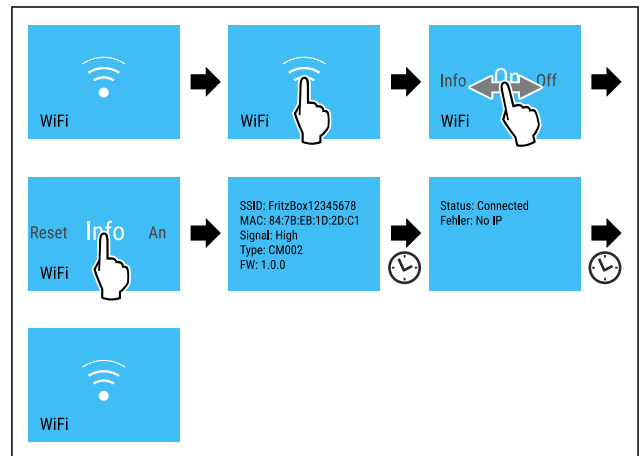 WiFi
WiFi
Info On Off
WiFi
Reset Info An
WiFi
SSID: FritzBox12345678
MAC: 84:7B:EB:1D:2D:C1
Signal: High
Type: CM002
FW: 1.0.0
Status: Connected
Fehler: No IP
WiFi